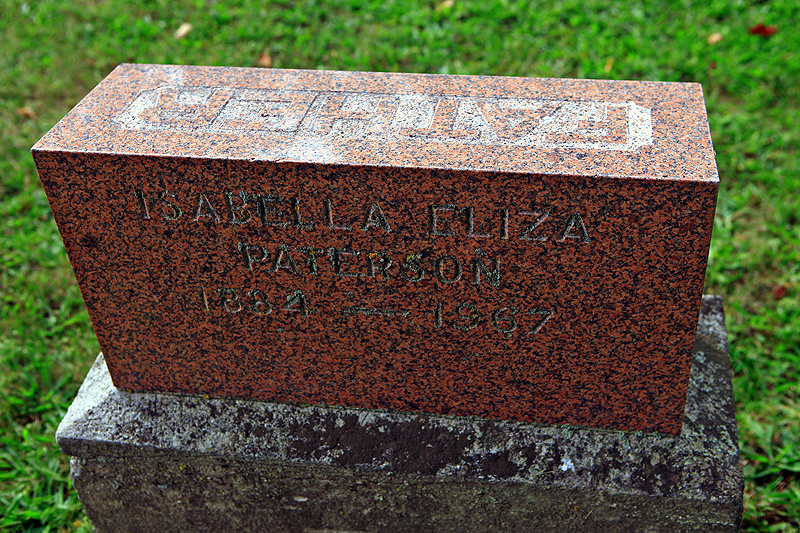 ISABELLA ELIZA
PATERSON
1884 — 1967